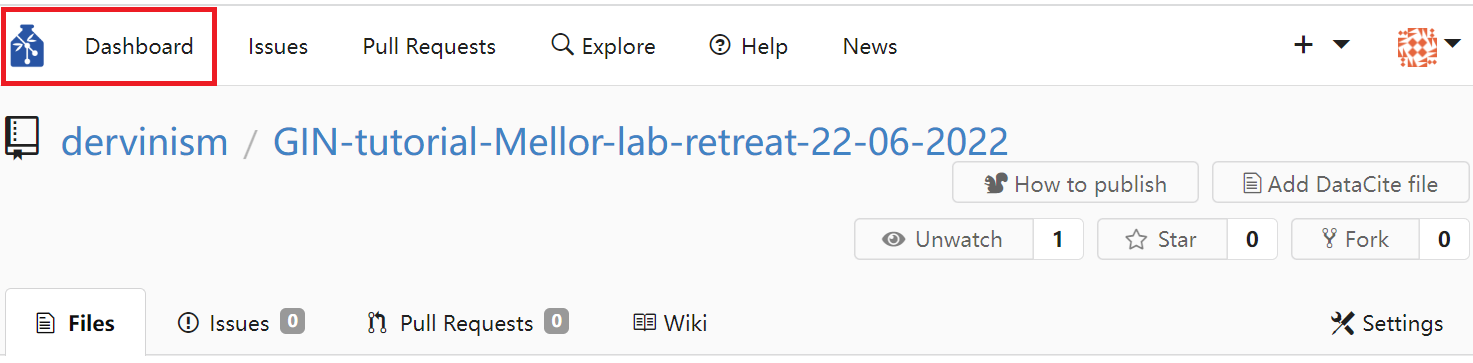 Dashboard Issues Pull Requests Explore Help News +
dervinism / GIN-tutorial-Mellor-lab-retreat-22-06-2022
How to publish Add DataCite file
Unwatch 1 Star 0 Fork 0
Files Issues 0 Pull Requests 0 Wiki Settings